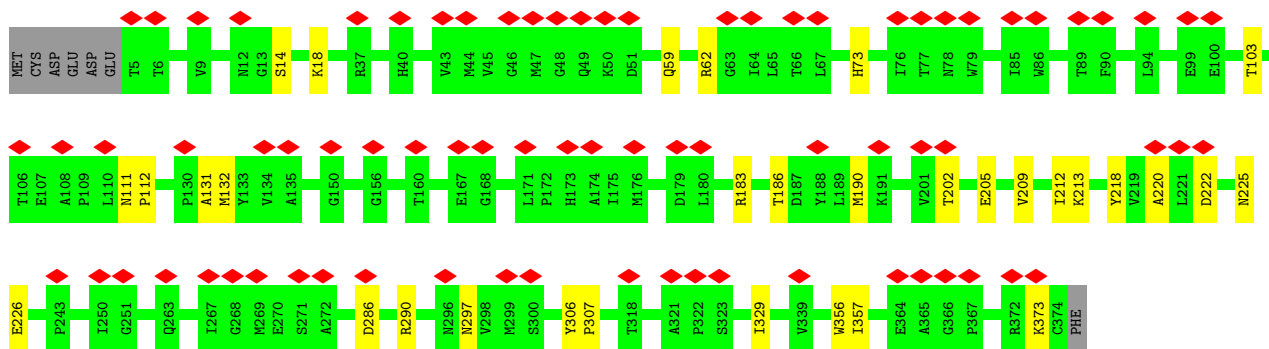 MET CYS ASP GLU ASP GLU T5 T6 V9 N12 G13 S14 K18 R37 H40 V43 M44 V45 G46 M47 G48 Q49 K50 D51 Q59 R62 G63 I64 L65 T66 L67 H73 I76 T77 N78 W79 I85 W86 T89 F90 L94 E99 E100 T103
T106 E107 A108 P109 L110 N111 P112 P130 A131 M132 Y133 V134 A135 G150 G156 T160 E167 G168 L171 P172 H173 A174 I175 M176 D179 L180 R183 T186 D187 Y188 L189 M190 K191 V201 T202 E205 V209 I212 K213 Y218 V219 A220 L221 D222 N225
E226 P243 I250 G251 Q263 I267 G268 M269 E270 S271 A272 D286 R290 N296 N297 V298 M299 S300 Y306 P307 T318 A321 P322 S323 I329 V339 W356 I357 E364 A365 G366 P367 R372 K373 C374 PHE